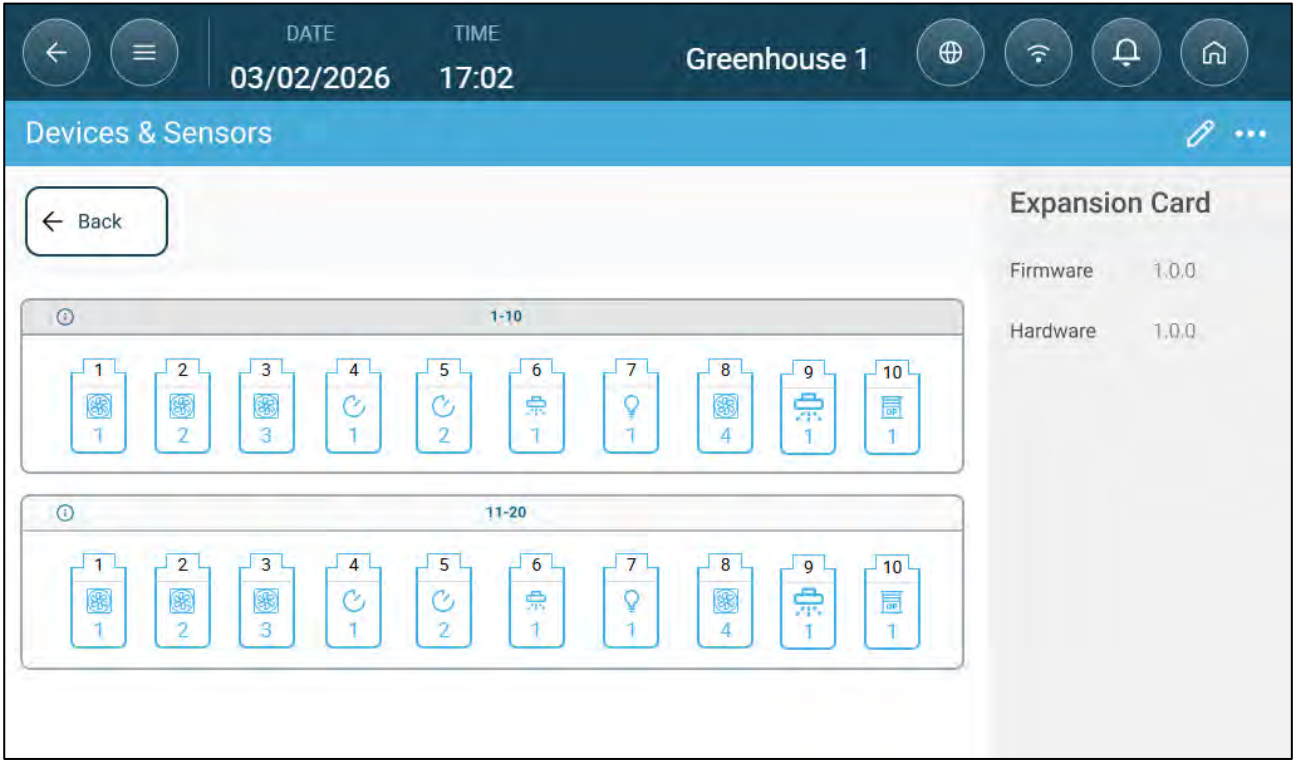 DATE TIME
03/02/2026 17:02 Greenhouse 1
Devices & Sensors
Back
Expansion Card
Firmware 1.0.0
Hardware 1.0.0
1-10
1 2 3 4 5 6 7 8 9 10
OP
1 2 3 1 2 1 1 4 1 1
11-20
1 2 3 4 5 6 7 8 9 10
OP
1 2 3 1 2 1 1 4 1 1